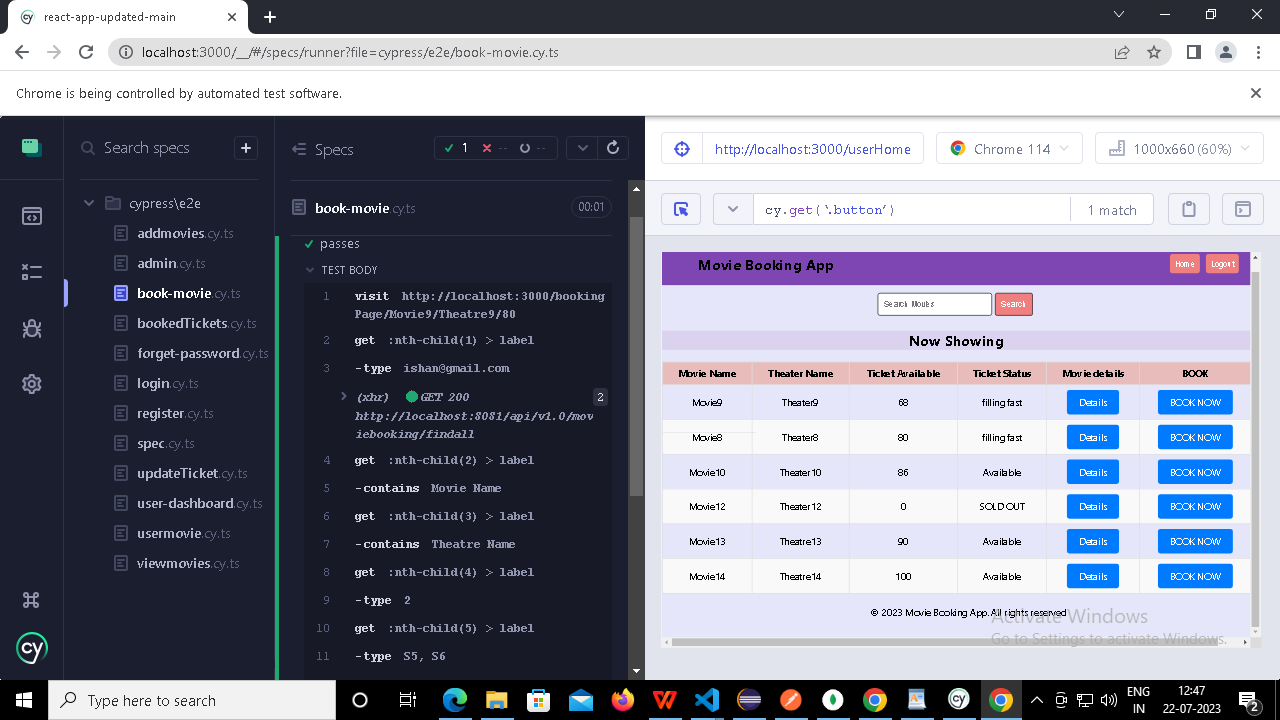 react-app-updated-main
localhost:3000/__/#/specs/runner?file=cypress/e2e/book-movie.cy.ts
Chrome is being controlled by automated test software.
Search specs
cypress\e2e
addmovies.cy.ts
admin.cy.ts
book-movie.cy.ts
bookedTickets.cy.ts
forget-password.cy.ts
login.cy.ts
register.cy.ts
spec.cy.ts
updateTicket.cy.ts
user-dashboard.cy.ts
usermovie.cy.ts
viewmovies.cy.ts
cy
Specs
1 -- --
book-movie.cy.ts 00:01
passes
TEST BODY
1 visit http://localhost:3000/booking
Page/Movie9/Theatre9/80
2 get :nth-child(1) > label
3 -type ishan@gmail.com
(xhr) GET 200 2
http://localhost:8081/api/v1.0/mov
iebooking/findall
4 get :nth-child(2) > label
5 -contains Movie Name
6 get :nth-child(3) > label
7 -contains Theatre Name
8 get :nth-child(4) > label
9 -type 2
10 get :nth-child(5) > label
11 -type S5, S6
http://localhost:3000/userHome
Chrome 114
1000x660 (60%)
cy.get('.button')
1 match
Movie Booking App Home Logout
Search Movies Search
Now Showing
Movie Name Theater Name Ticket Available Ticket Status Movie details BOOK
Movie9 Theater9 68 filling fast Details BOOK NOW
Movie8 Theater8 80 filling fast Details BOOK NOW
Movie10 Theater10 86 Available Details BOOK NOW
Movie12 Theater12 0 SOLD OUT Details BOOK NOW
Movie13 Theatre13 90 Available Details BOOK NOW
Movie14 Theatre14 100 Available Details BOOK NOW
© 2023 Movie Booking App. All rights reserved
Activate Windows
Go to Settings to activate Windows.
Type here to search
ENG
IN
12:47
22-07-2023
2